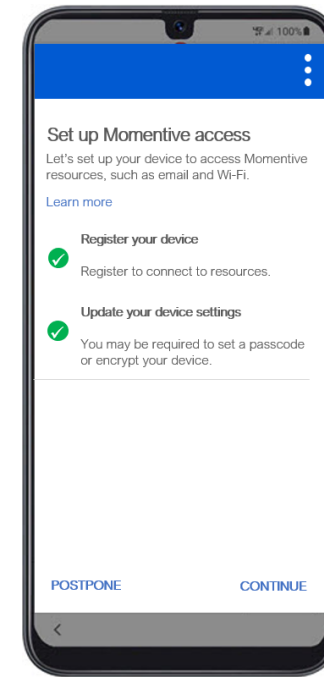 100%
Set up Momentive access
Let's set up your device to access Momentive
resources, such as email and Wi-Fi.
Learn more
Register your device
Register to connect to resources.
Update your device settings
You may be required to set a passcode
or encrypt your device.
POSTPONE
CONTINUE